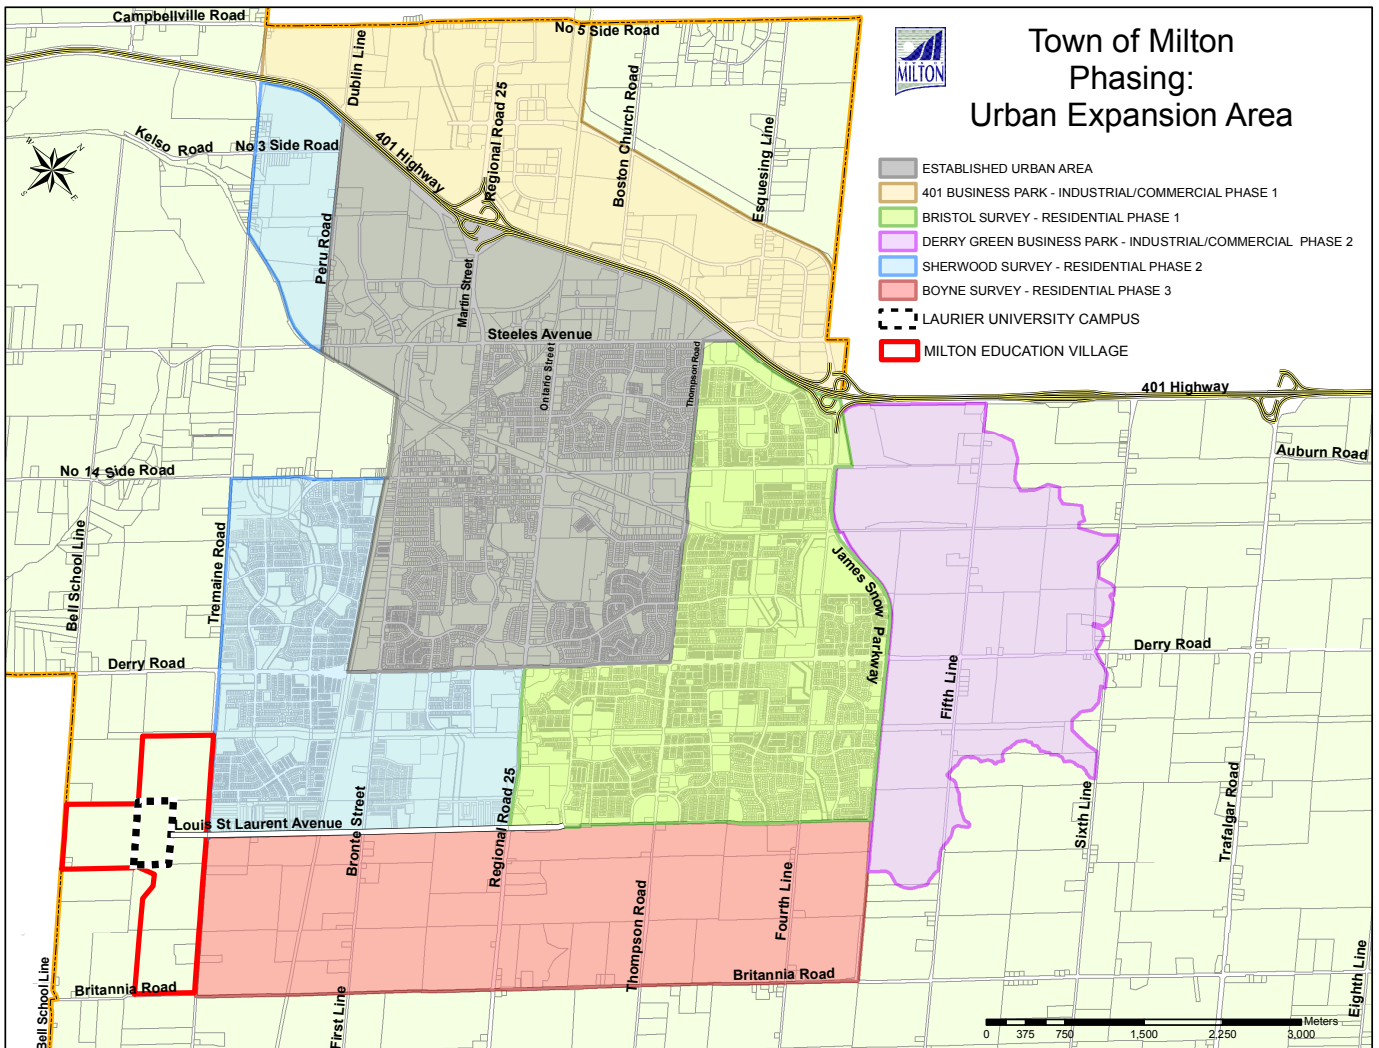 Campbellville Road
No 5 Side Road
Town of Milton
Phasing:
Urban Expansion Area
MILTON
Dublin Line
Regional Road 25
Boston Church Road
Esquesing Line
401 Highway
Kelso Road
No 3 Side Road
W
N
S
E
Peru Road
Martin Street
ESTABLISHED URBAN AREA
401 BUSINESS PARK - INDUSTRIAL/COMMERCIAL PHASE 1
BRISTOL SURVEY - RESIDENTIAL PHASE 1
DERRY GREEN BUSINESS PARK - INDUSTRIAL/COMMERCIAL PHASE 2
SHERWOOD SURVEY - RESIDENTIAL PHASE 2
BOYNE SURVEY - RESIDENTIAL PHASE 3
LAURIER UNIVERSITY CAMPUS
MILTON EDUCATION VILLAGE
Steeles Avenue
Ontario Street
Thompson Road
401 Highway
Auburn Road
No 14 Side Road
Bell School Line
Tremaine Road
James Snow Parkway
Derry Road
Derry Road
Fifth Line
Louis St Laurent Avenue
Bronte Street
Regional Road 25
Sixth Line
Trafalgar Road
Thompson Road
Fourth Line
Britannia Road
Britannia Road
Bell School Line
First Line
Eighth Line
Meters
0 375 750 1,500 2,250 3,000